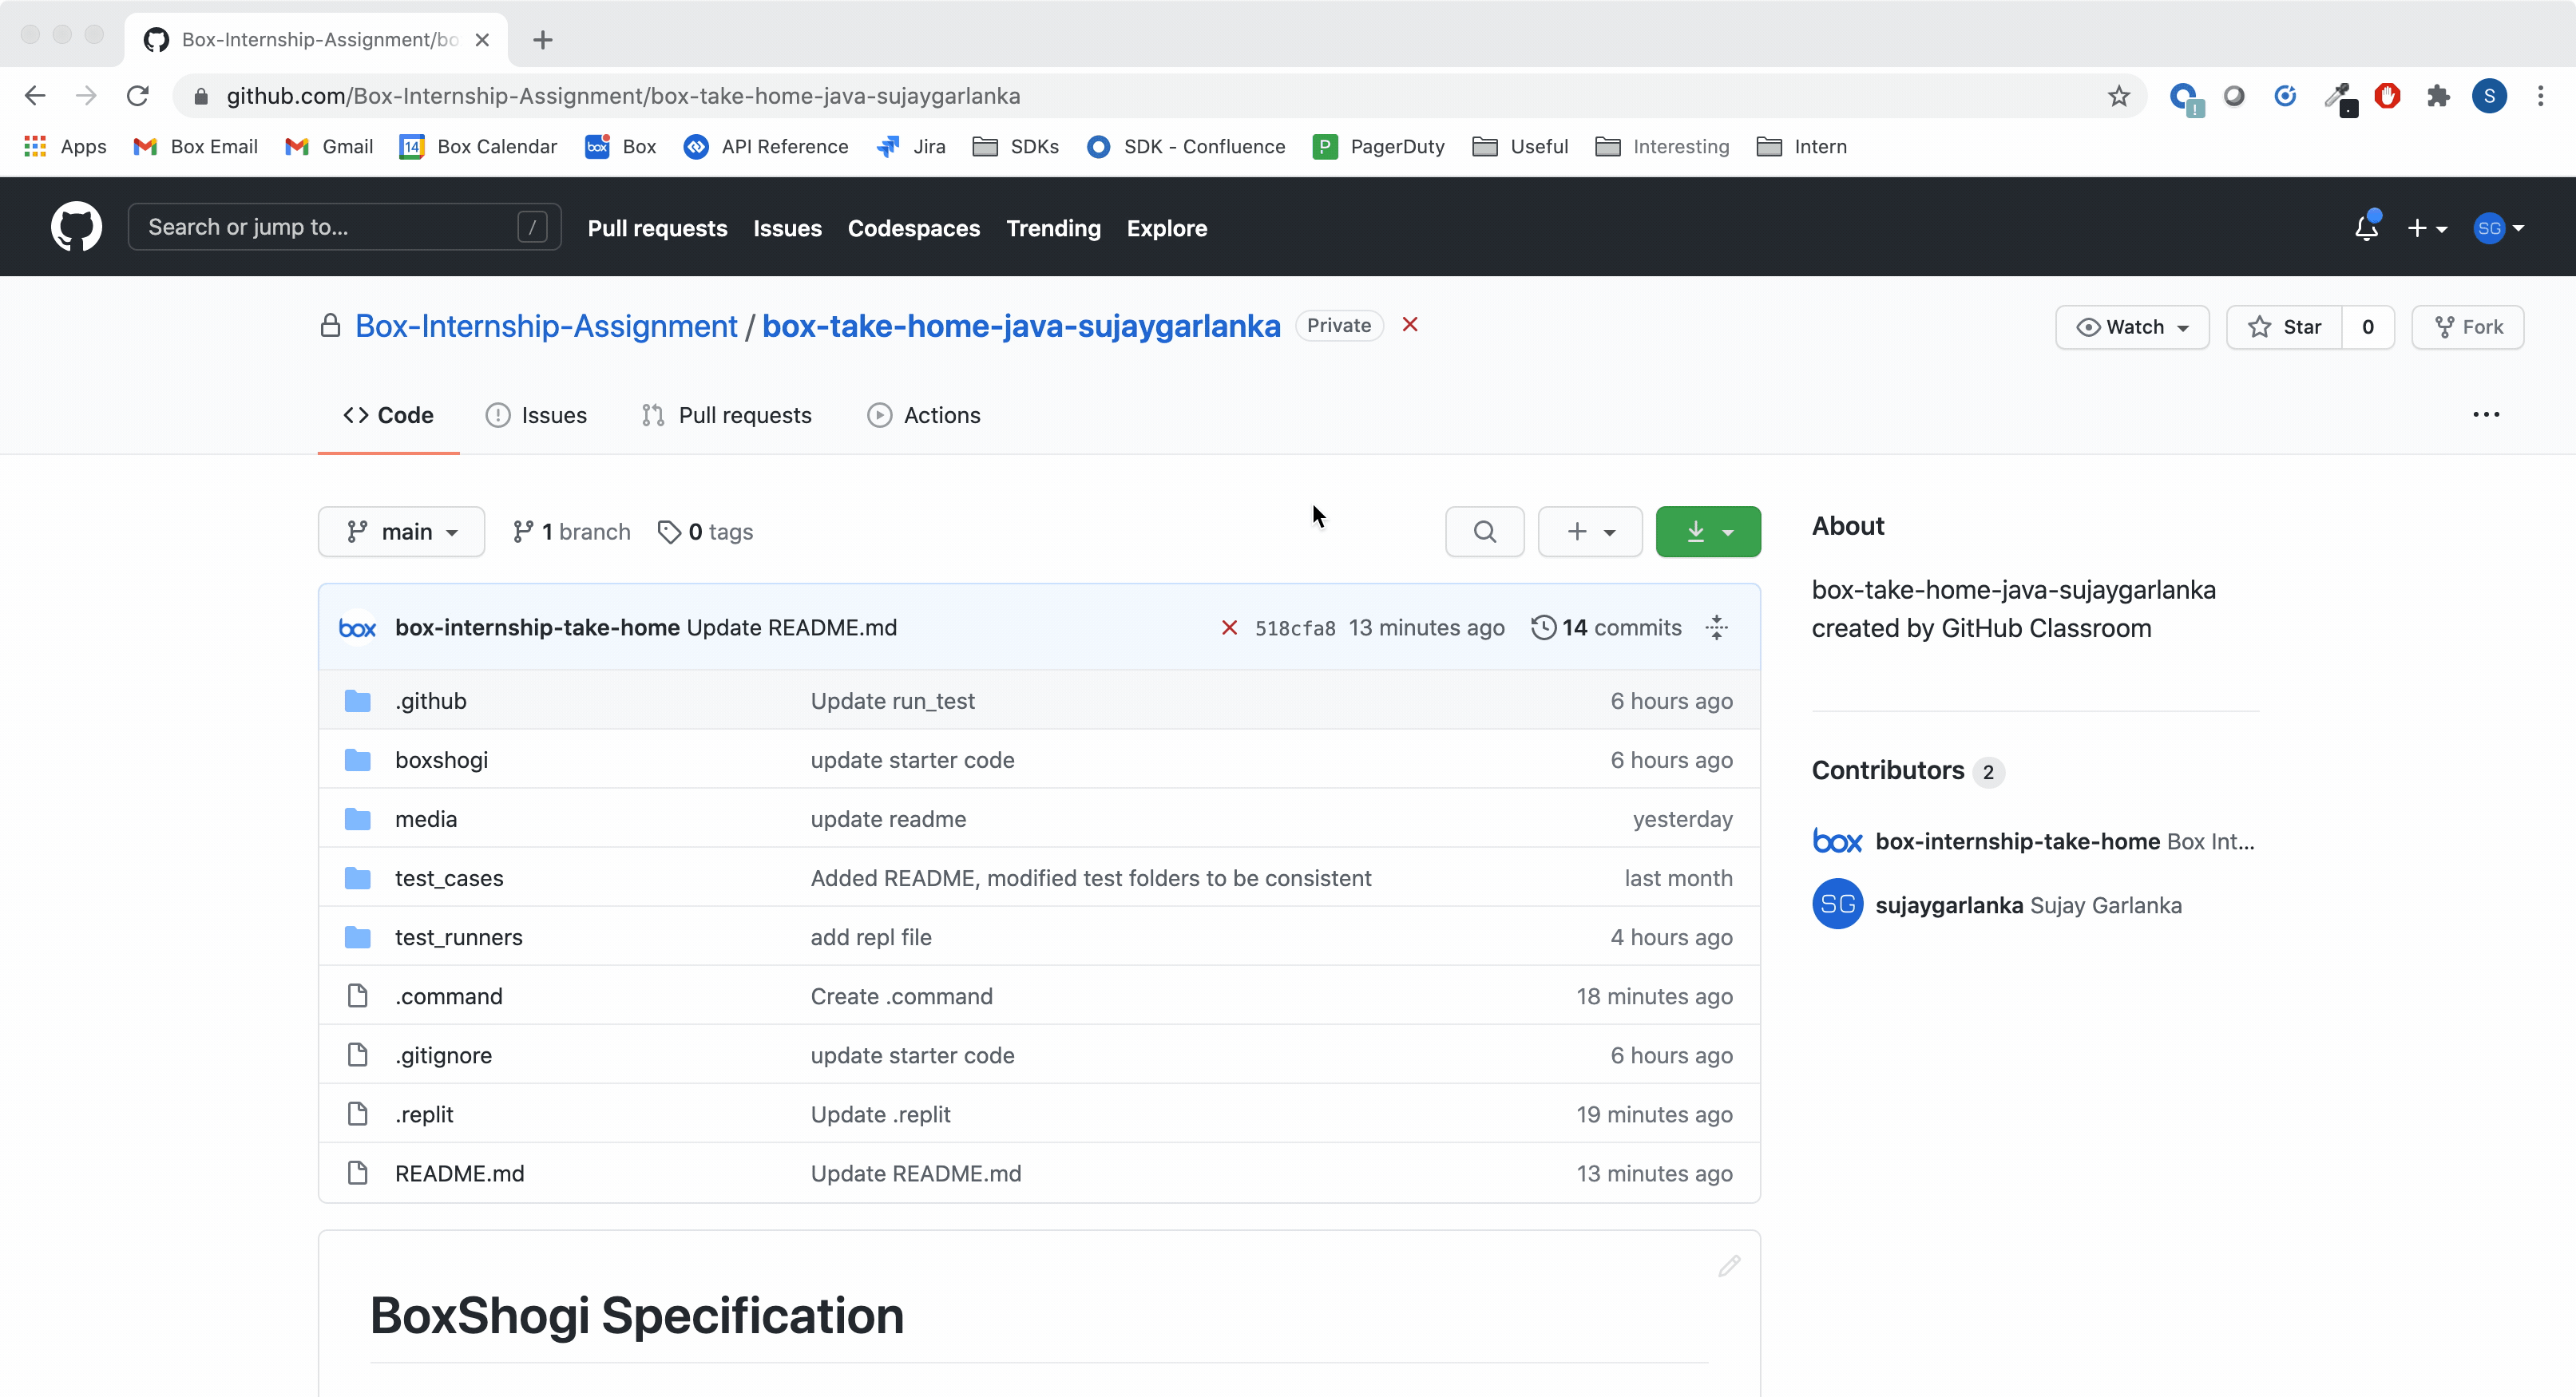 Box-Internship-Assignment/bo
github.com/Box-Internship-Assignment/box-take-home-java-sujaygarlanka
S
Apps Box Email Gmail 14 Box Calendar box Box API Reference Jira SDKs SDK - Confluence P PagerDuty Useful Interesting Intern
Search or jump to... / Pull requests Issues Codespaces Trending Explore SG
Box-Internship-Assignment / box-take-home-java-sujaygarlanka Private Watch Star 0 Fork
Code Issues Pull requests Actions
main 1 branch 0 tags
box box-internship-take-home Update README.md 518cfa8 13 minutes ago 14 commits
.github Update run_test 6 hours ago
boxshogi update starter code 6 hours ago
media update readme yesterday
test_cases Added README, modified test folders to be consistent last month
test_runners add repl file 4 hours ago
.command Create .command 18 minutes ago
.gitignore update starter code 6 hours ago
.replit Update .replit 19 minutes ago
README.md Update README.md 13 minutes ago
BoxShogi Specification
About
box-take-home-java-sujaygarlanka
created by GitHub Classroom
Contributors 2
box box-internship-take-home Box Int...
SG sujaygarlanka Sujay Garlanka